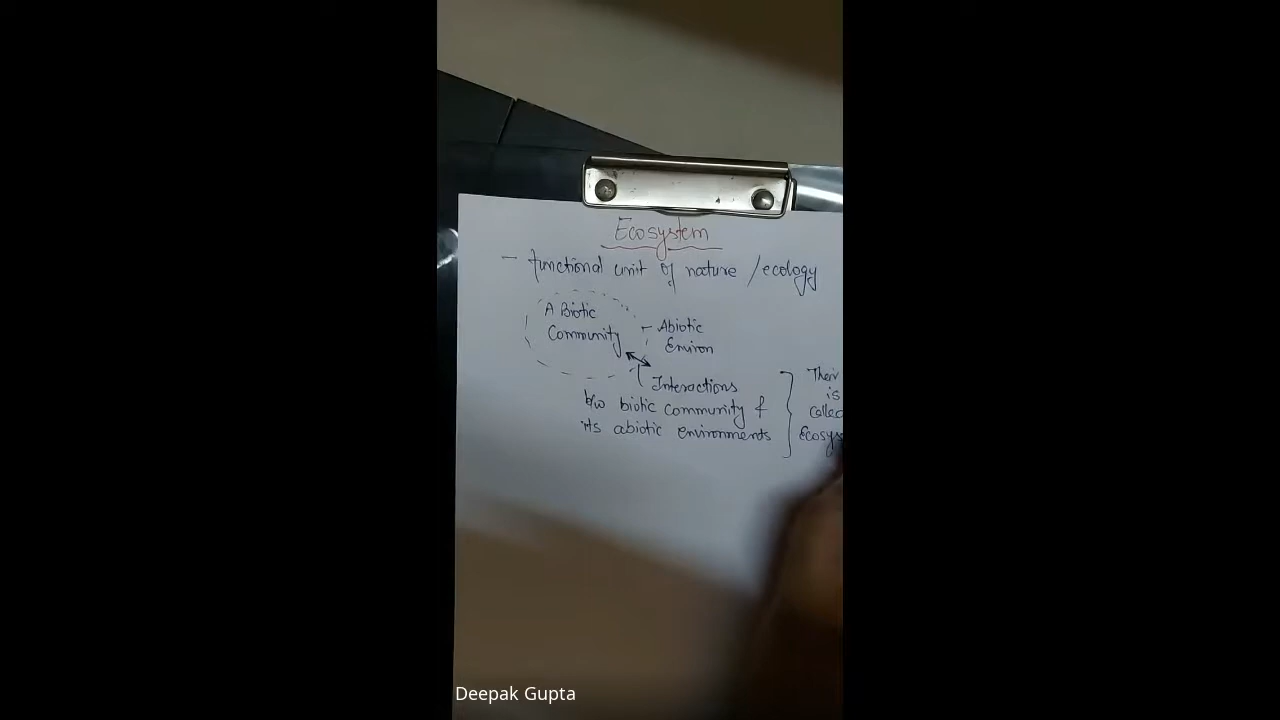 Ecosystem
- functional unit of nature / ecology
A Biotic
Community
- Abiotic
Environ
Interactions
b/w biotic community &
its abiotic environments
Their
is
Ecosys
Deepak Gupta